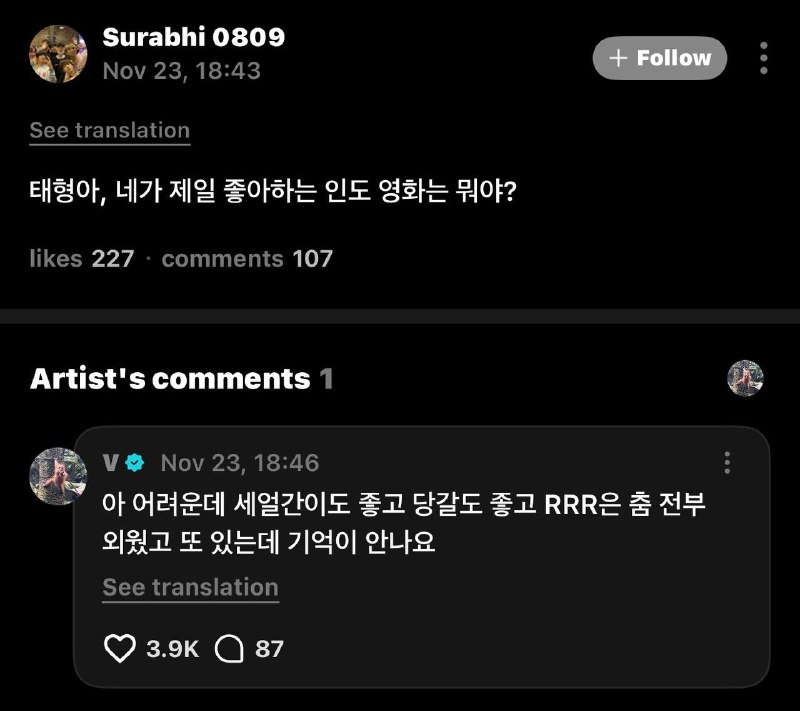 Surabhi 0809
Nov 23, 18:43
+ Follow
See translation
태형아, 네가 제일 좋아하는 인도 영화는 뭐야?
likes 227 · comments 107
Artist's comments 1
V Nov 23, 18:46
아 어려운데 세얼간이도 좋고 당갈도 좋고 RRR은 춤 전부
외웠고 또 있는데 기억이 안나요
See translation
3.9K 87